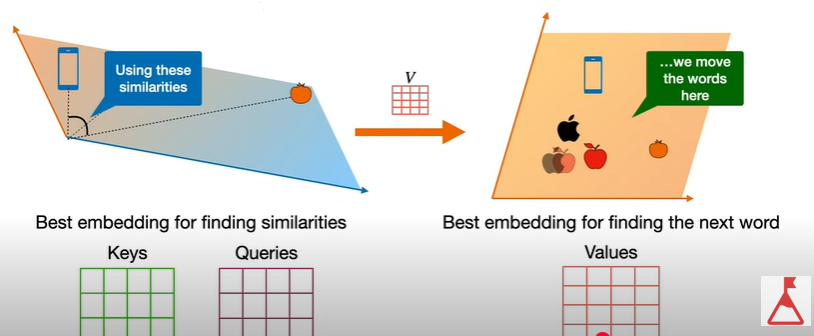 Using these
similarities
V
…we move
the words
here
Best embedding for finding similarities
Best embedding for finding the next word
Keys
Queries
Values